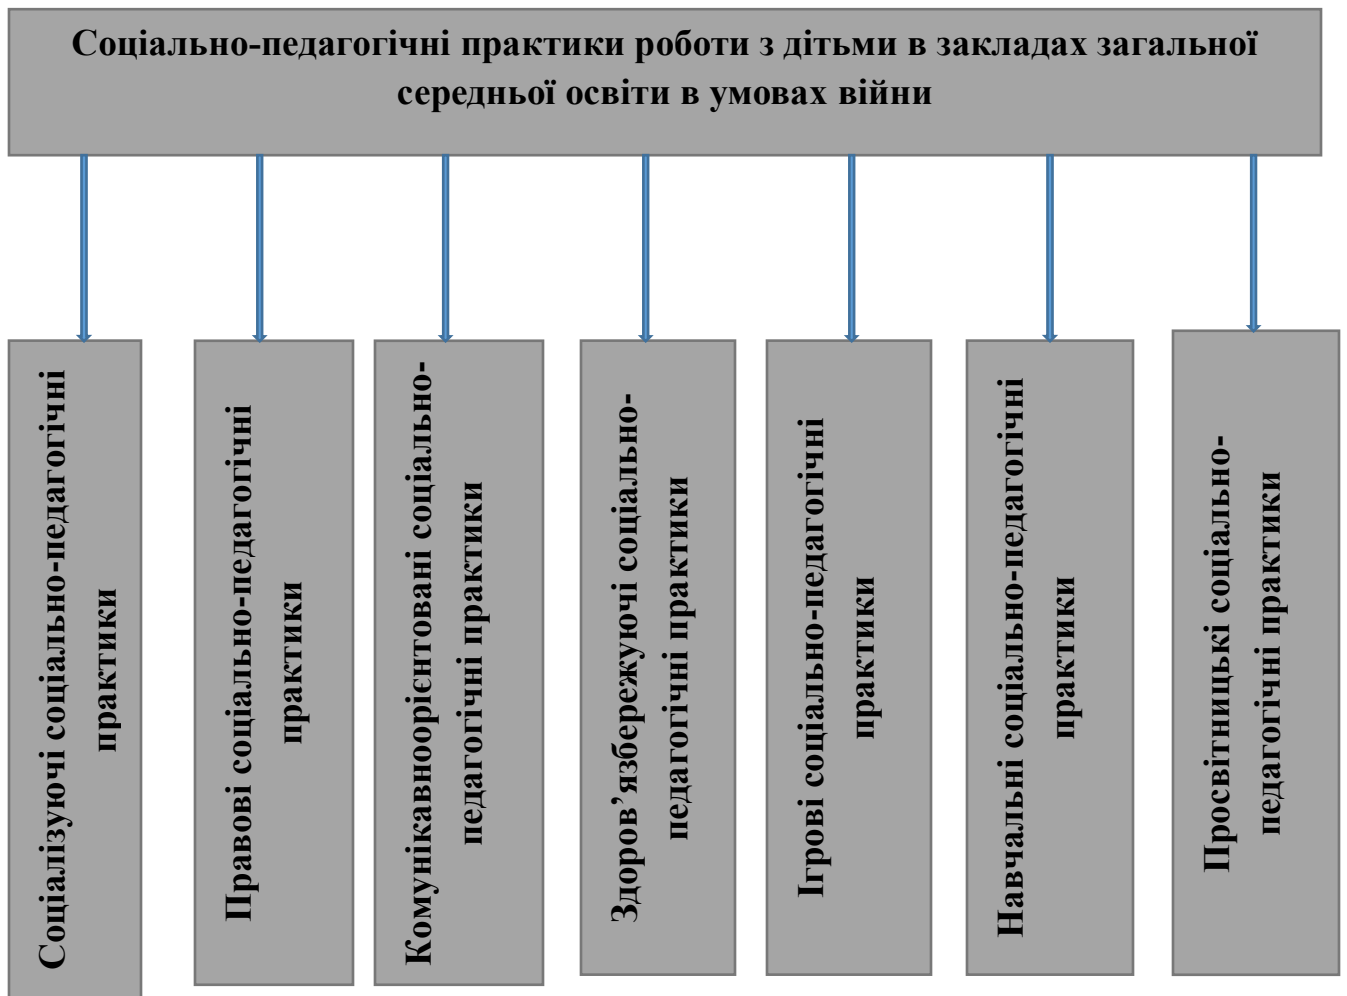 Соціально-педагогічні практики роботи з дітьми в закладах загальної
середньої освіти в умовах війни
Соціалізуючі соціально-педагогічні
практики
Правові соціально-педагогічні
практики
Комунікавноорієнтовані соціально-
педагогічні практики
Здоров’язбережуючі соціально-
педагогічні практики
Ігрові соціально-педагогічні
практики
Навчальні соціально-педагогічні
практики
Просвітницькі соціально-
педагогічні практики